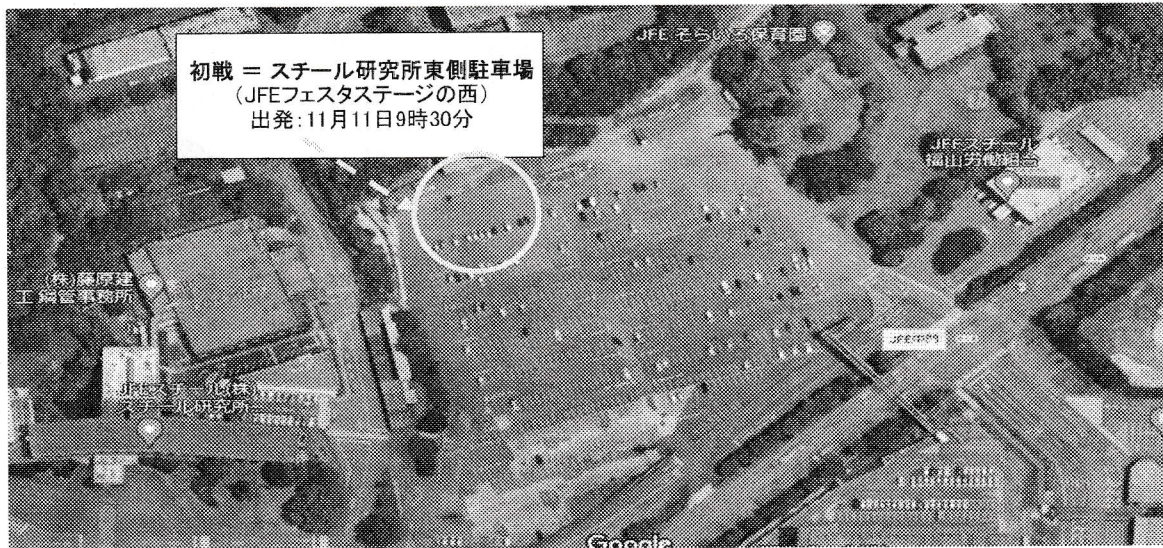 JFE そらいろ保育園
初戦 ＝ スチール研究所東側駐車場
（JFEフェスタステージの西）
出発：11月11日9時30分
JFEスチール
福山労働組合
(株)藤原建
工 鋼管事務所
JFE中門
JFEスチール(株)
スチール研究所
Google